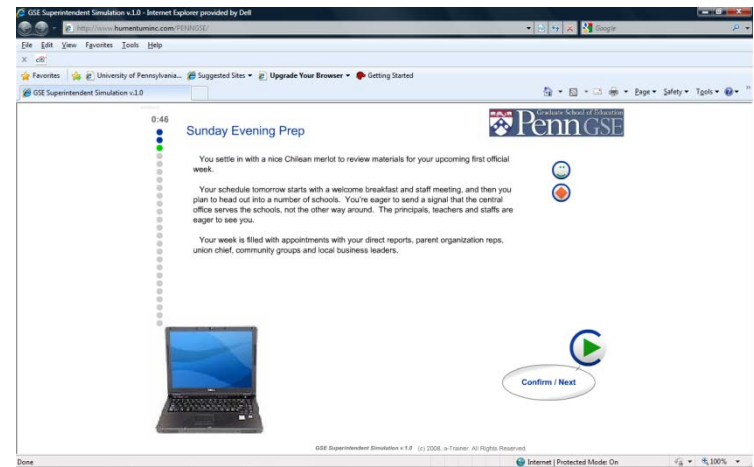 GSE Superintendent Simulation v.1.0 - Internet Explorer provided by Dell
http://www.humentuminc.com/PENNGSE/
Google
File Edit View Favorites Tools Help
x
Favorites University of Pennsylvania... Suggested Sites Upgrade Your Browser Getting Started
GSE Superintendent Simulation v.1.0
Page Safety Tools
0:46
Sunday Evening Prep
Graduate School of Education
Penn GSE
You settle in with a nice Chilean merlot to review materials for your upcoming first official
week.
Your schedule tomorrow starts with a welcome breakfast and staff meeting, and then you
plan to head out into a number of schools. You're eager to send a signal that the central
office serves the schools, not the other way around. The principals, teachers and staffs are
eager to see you.
Your week is filled with appointments with your direct reports, parent organization reps,
union chief, community groups and local business leaders.
Confirm / Next
GSE Superintendent Simulation v 1.0 (c) 2008, a-Trainer. All Rights Reserved
Done
Internet | Protected Mode: On
100%